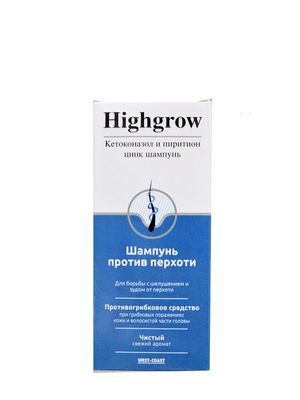 Highgrow
Кетоконазол и пиритион
цинк шампунь
Шампунь
против перхоти
Для борьбы с шелушением и
зудом от перхоти
Противогрибковое средство
при грибковых поражениях
кожи и волосистой части головы
Чистый
свежий аромат
WEST-COAST